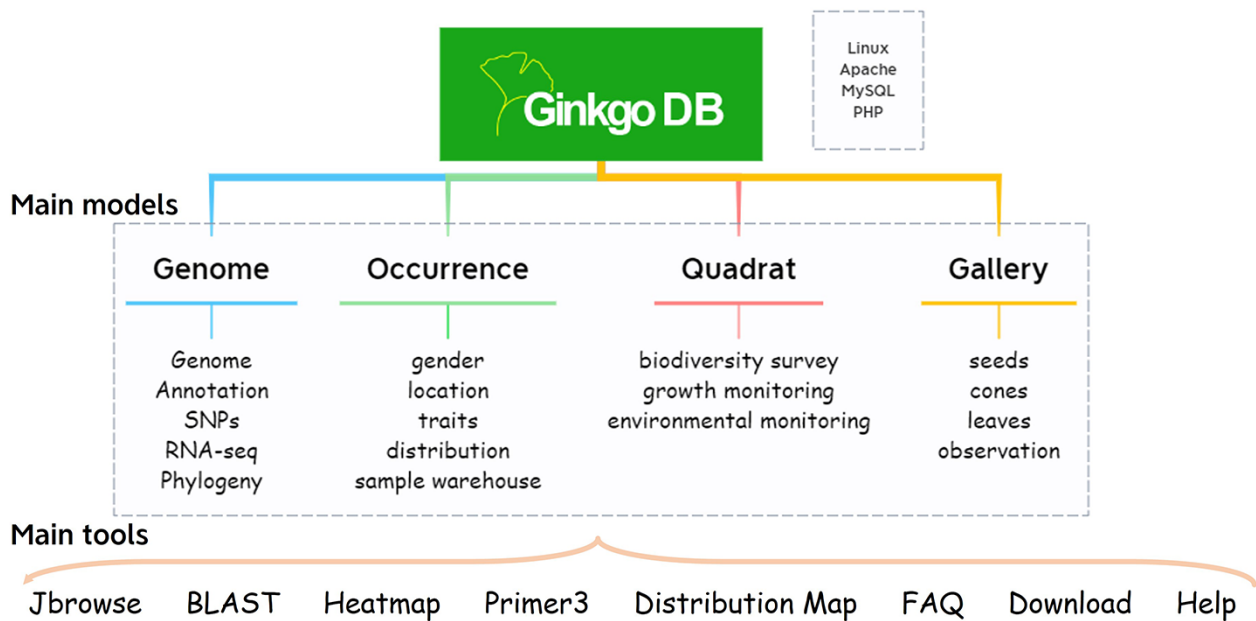 Ginkgo DB
Linux
Apache
MySQL
PHP
Main models
Genome
Genome
Annotation
SNPs
RNA-seq
Phylogeny
Occurrence
gender
location
traits
distribution
sample warehouse
Quadrat
biodiversity survey
growth monitoring
environmental monitoring
Gallery
seeds
cones
leaves
observation
Main tools
Jbrowse BLAST Heatmap Primer3 Distribution Map FAQ Download Help